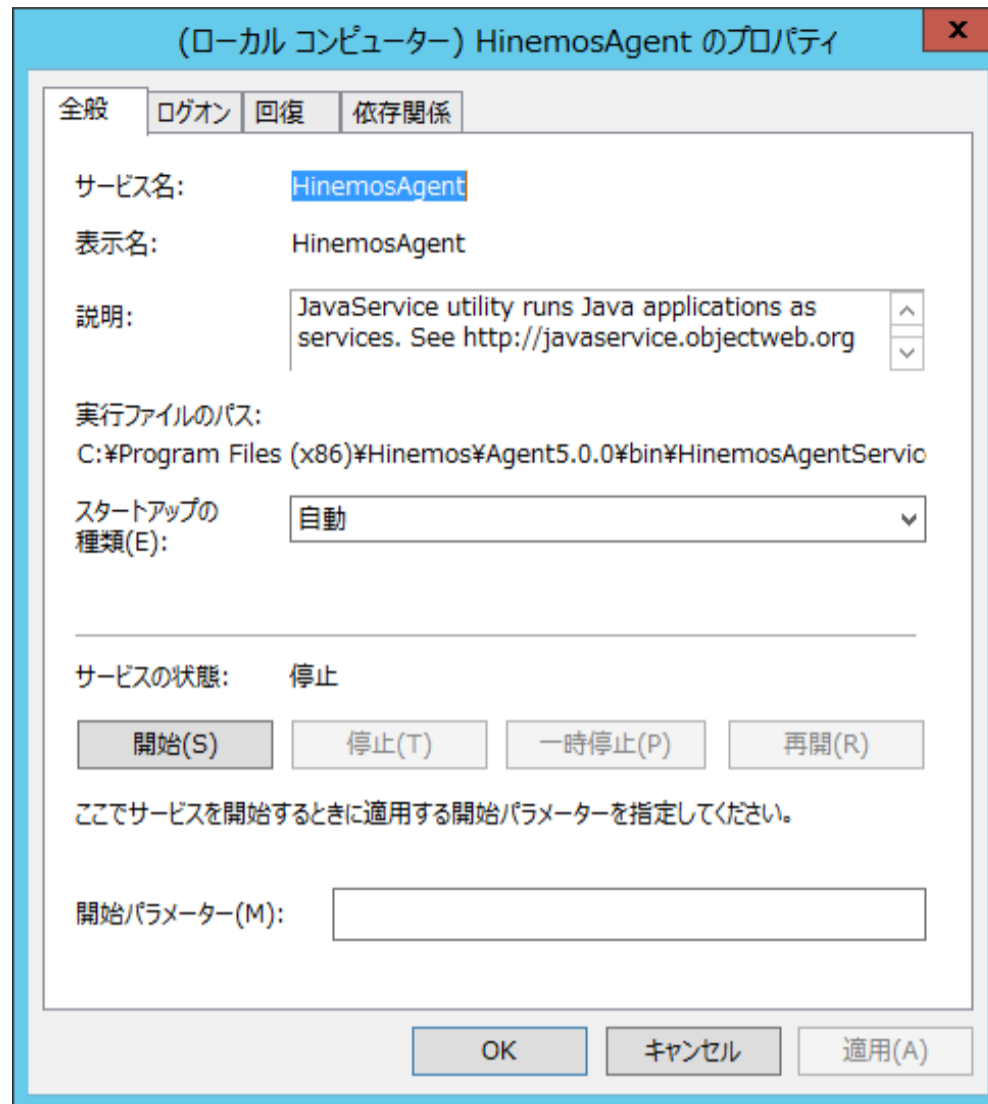 (ローカル コンピューター) HinemosAgent のプロパティ
x
全般 ログオン 回復 依存関係
サービス名: HinemosAgent
表示名: HinemosAgent
説明: JavaService utility runs Java applications as
services. See http://javaservice.objectweb.org
実行ファイルのパス:
C:¥Program Files (x86)¥Hinemos¥Agent5.0.0¥bin¥HinemosAgentServic
スタートアップの
種類(E): 自動
サービスの状態: 停止
開始(S) 停止(T) 一時停止(P) 再開(R)
ここでサービスを開始するときに適用する開始パラメーターを指定してください。
開始パラメーター(M):
OK キャンセル 適用(A)